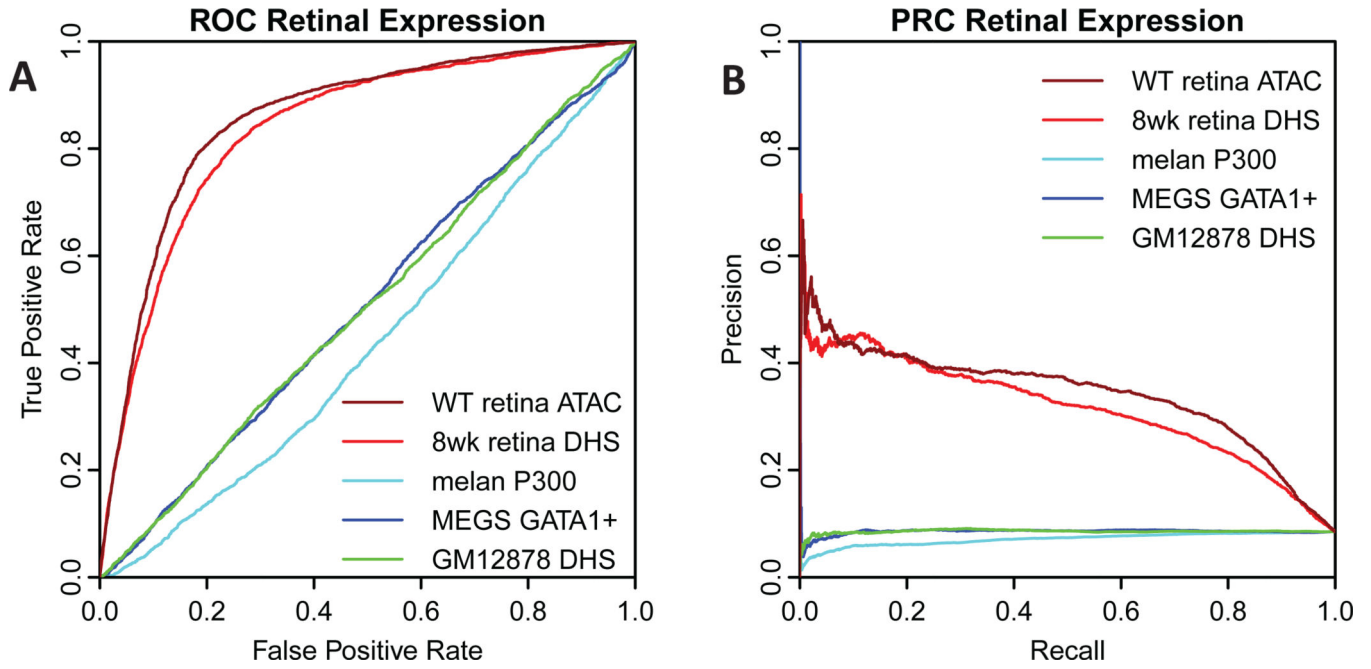 ROC Retinal Expression
A
True Positive Rate
1.0
0.8
0.6
0.4
0.2
0.0
WT retina ATAC
8wk retina DHS
melan P300
MEGS GATA1+
GM12878 DHS
0.0 0.2 0.4 0.6 0.8 1.0
False Positive Rate
PRC Retinal Expression
B
Precision
1.0
0.8
0.6
0.4
0.2
0.0
WT retina ATAC
8wk retina DHS
melan P300
MEGS GATA1+
GM12878 DHS
0.0 0.2 0.4 0.6 0.8 1.0
Recall